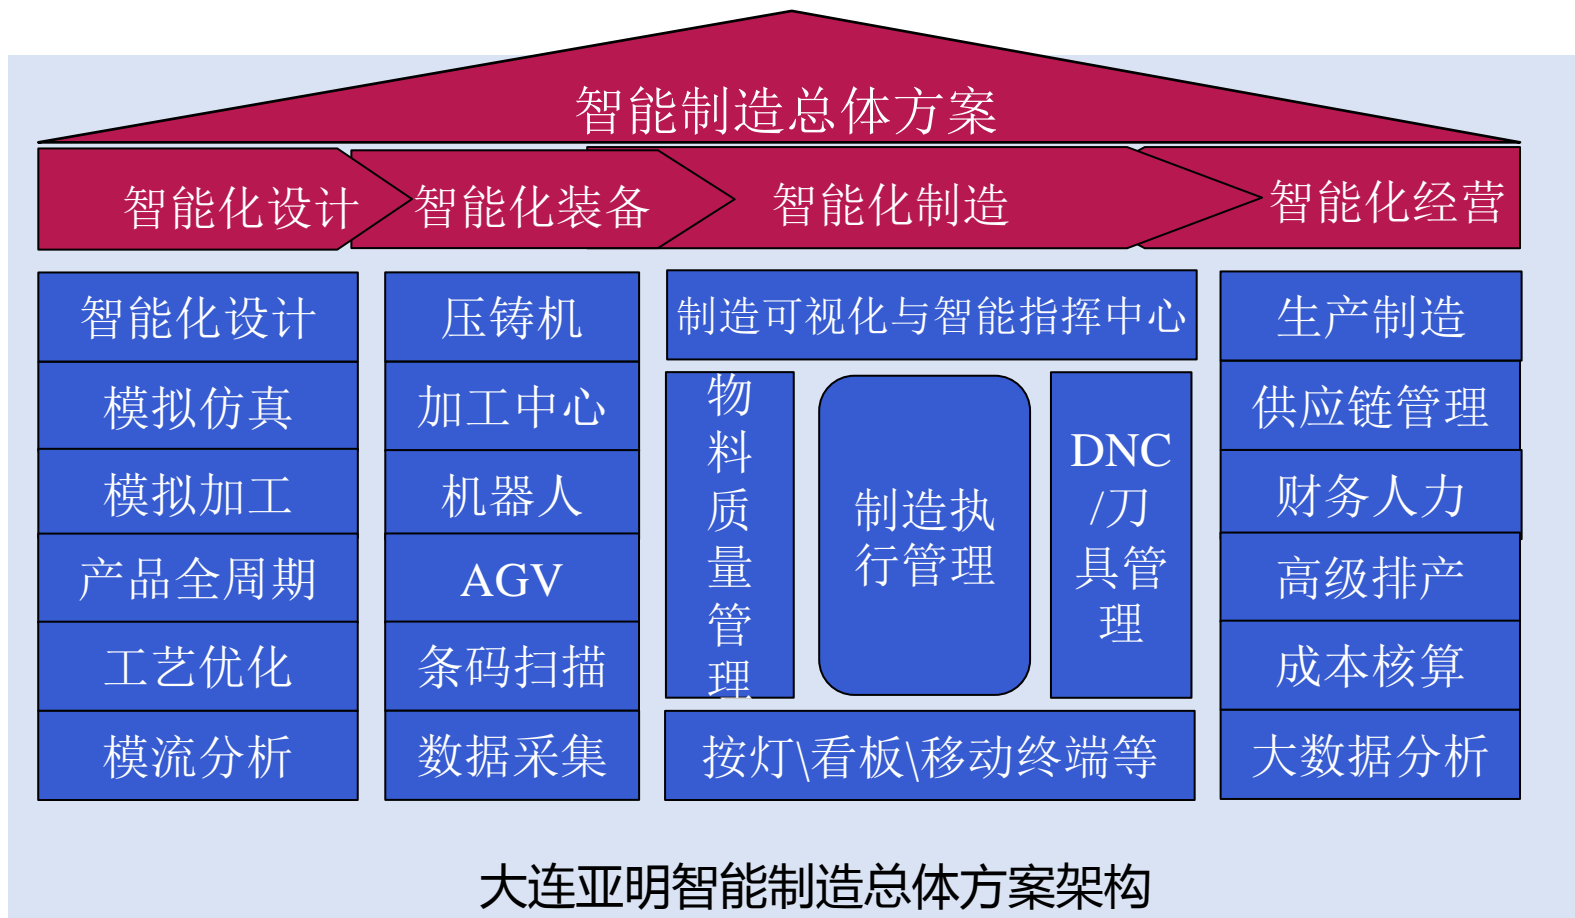 智能制造总体方案
智能化设计
智能化装备
智能化制造
智能化经营
智能化设计
模拟仿真
模拟加工
产品全周期
工艺优化
模流分析
压铸机
加工中心
机器人
AGV
条码扫描
数据采集
制造可视化与智能指挥中心
物
料
质
量
管
理
制造执
行管理
DNC
/刀
具管
理
按灯\看板\移动终端等
生产制造
供应链管理
财务人力
高级排产
成本核算
大数据分析
大连亚明智能制造总体方案架构